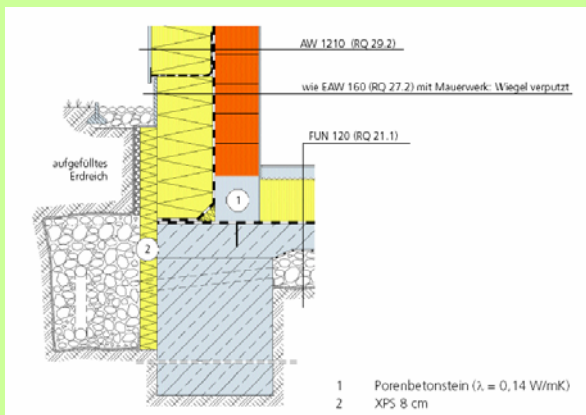 AW 1210 (RQ 29.2)
wie EAW 160 (RQ 27.2) mit Mauerwerk: Wiegel verputzt
FUN 120 (RQ 21.1)
aufgefülltes
Erdreich
1
2
1 Porenbetonstein (λ = 0,14 W/mK)
2 XPS 8 cm